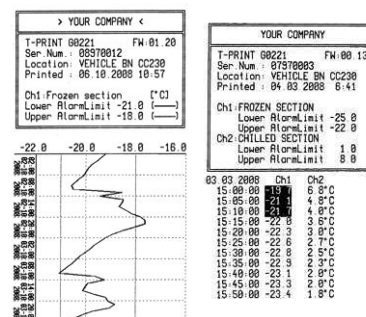 > YOUR COMPANY <
T-PRINT G0221 FW:01.20
Ser.Num.: 08970012
Location: VEHICLE BN CC230
Printed : 06.10.2008 10:57
Ch1:Frozen section [°C]
Lower AlarmLimit -21.0 (——)
Upper AlarmLimit -18.0 (——)
-22.0 -20.0 -18.0 -16.0
YOUR COMPANY
T-PRINT G0221 FW:00.13
Ser.Num.: 07970003
Location: VEHICLE BN CC230
Printed : 04.03.2008 6:41
Ch1:FROZEN SECTION
Lower AlarmLimit -25.0
Upper AlarmLimit -22.0
Ch2:CHILLED SECTION
Lower AlarmLimit 1.0
Upper AlarmLimit 8.0
03.03.2008 Ch1 Ch2
15:00:00 -19.7 6.8°C
15:05:00 -21.1 4.8°C
15:10:00 -21.7 4.0°C
15:15:00 -22.0 3.6°C
15:20:00 -22.3 3.0°C
15:25:00 -22.6 2.7°C
15:30:00 -22.8 2.5°C
15:35:00 -22.9 2.3°C
15:40:00 -23.1 2.0°C
15:45:00 -23.3 2.0°C
15:50:00 -23.4 1.8°C